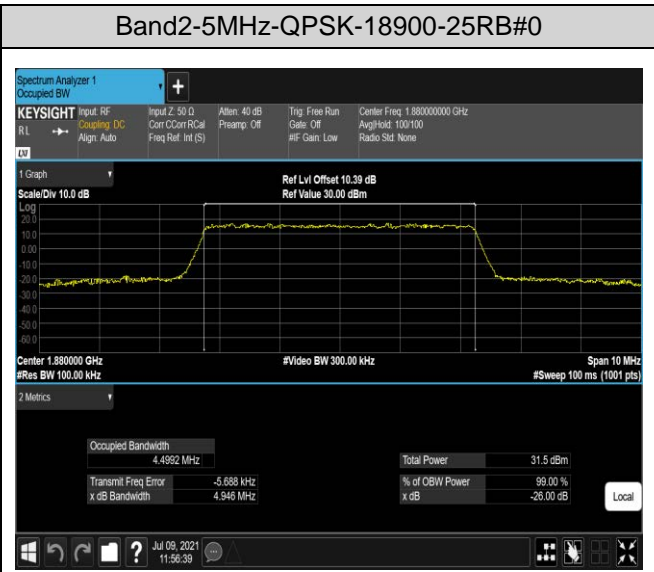 Band2-5MHz-QPSK-18900-25RB#0
Spectrum Analyzer 1
Occupied BW
+
KEYSIGHT Input: RF Input Z: 50 Ω Atten: 40 dB Trig: Free Run Center Freq: 1.880000000 GHz
RL Coupling: DC Corr CCorr RCal Preamp: Off Gate: Off Avg|Hold: 100/100
Align: Auto Freq Ref: Int (S) #IF Gain: Low Radio Std: None
LXI
1 Graph Ref Lvl Offset 10.39 dB
Scale/Div 10.0 dB Ref Value 30.00 dBm
Log
20.0
10.0
0.00
-10.0
-20.0
-30.0
-40.0
-50.0
-60.0
Center 1.880000 GHz #Video BW 300.00 kHz Span 10 MHz
#Res BW 100.00 kHz #Sweep 100 ms (1001 pts)
2 Metrics
Occupied Bandwidth
4.4992 MHz Total Power 31.5 dBm
Transmit Freq Error -5.688 kHz % of OBW Power 99.00 %
x dB Bandwidth 4.946 MHz x dB -26.00 dB
Local
? Jul 09, 2021
11:56:39